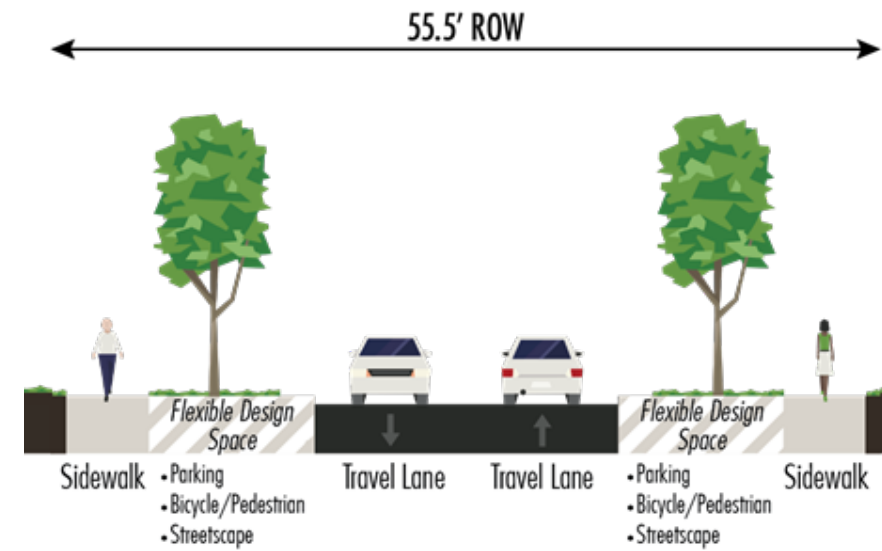 55.5’ ROW
Flexible Design
Space
Flexible Design
Space
Sidewalk
• Parking
• Bicycle/Pedestrian
• Streetscape
Travel Lane
Travel Lane
• Parking
• Bicycle/Pedestrian
• Streetscape
Sidewalk